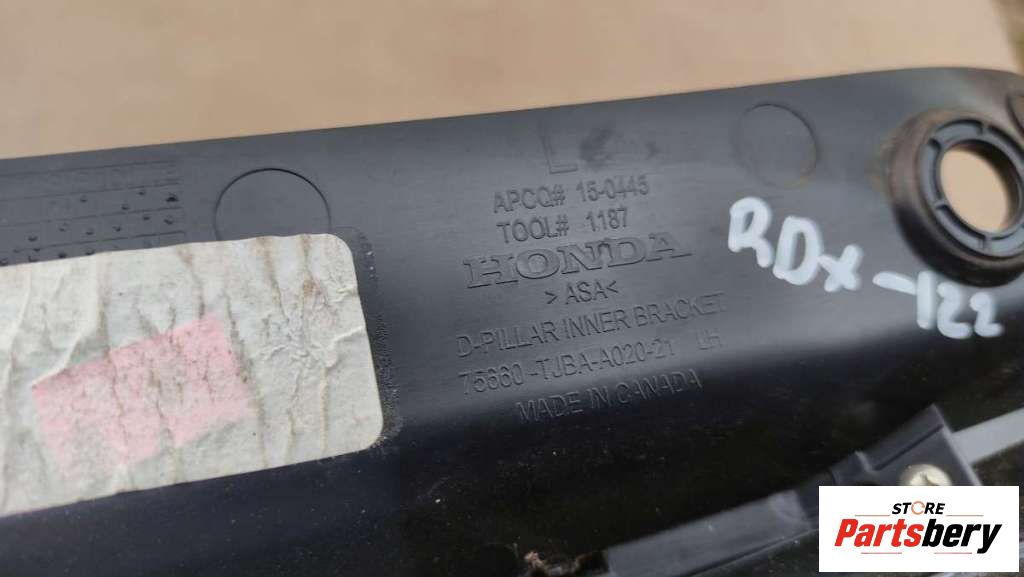 L
APCQ# 15-0445
TOOL# 1187
HONDA
>ASA<
D-PILLAR INNER BRACKET
75660-TJBA-A020-21 LH
MADE IN CANADA
RDX-122
STORE
Partsbery